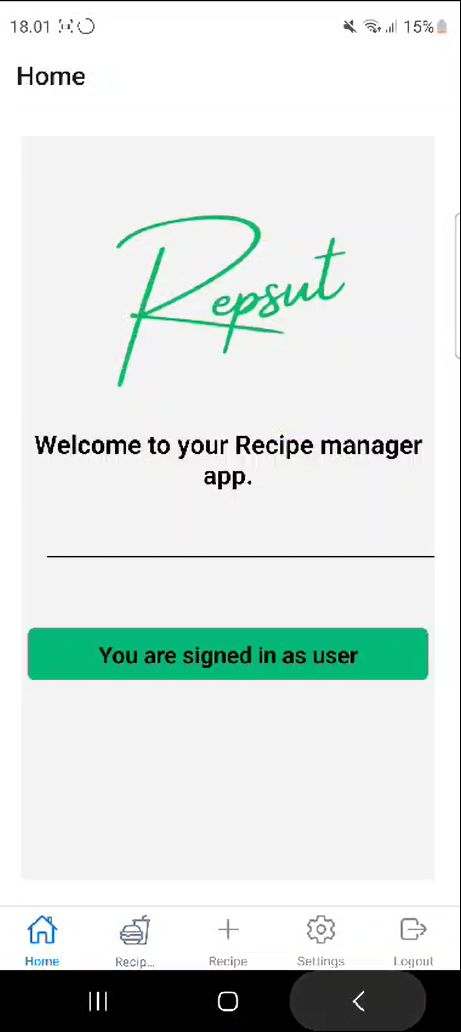 18.01
15%
Home
Repsut
Welcome to your Recipe manager
app.
You are signed in as user
Home
Recip...
Recipe
Settings
Logout